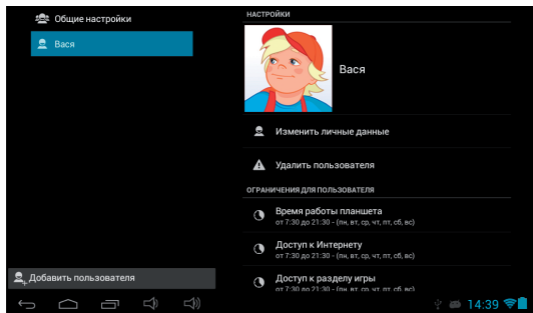 Общие настройки
Вася
Добавить пользователя
НАСТРОЙКИ
Вася
Изменить личные данные
Удалить пользователя
ОГРАНИЧЕНИЯ ДЛЯ ПОЛЬЗОВАТЕЛЯ
Время работы планшета
от 7:30 до 21:30 - (пн, вт, ср, чт, пт, сб, вс)
Доступ к Интернету
от 7:30 до 21:30 - (пн, вт, ср, чт, пт, сб, вс)
Доступ к разделу игры
от 7:30 до 21:30 - (пн, вт, ср, чт, пт, сб, вс)
14:39